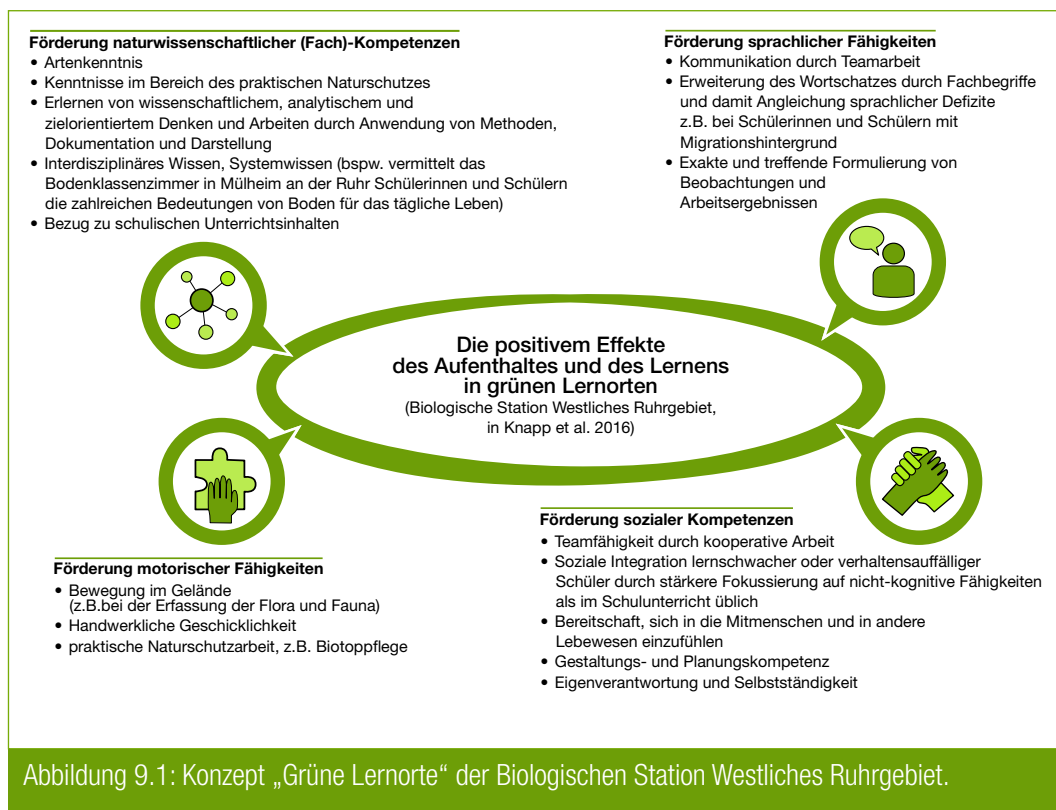 Förderung naturwissenschaftlicher (Fach)-Kompetenzen
• Artenkenntnis
• Kenntnisse im Bereich des praktischen Naturschutzes
• Erlernen von wissenschaftlichem, analytischem und
zielorientiertem Denken und Arbeiten durch Anwendung von Methoden,
Dokumentation und Darstellung
• Interdisziplinäres Wissen, Systemwissen (bspw. vermittelt das
Bodenklassenzimmer in Mülheim an der Ruhr Schülerinnen und Schülern
die zahlreichen Bedeutungen von Boden für das tägliche Leben)
• Bezug zu schulischen Unterrichtsinhalten
Förderung sprachlicher Fähigkeiten
• Kommunikation durch Teamarbeit
• Erweiterung des Wortschatzes durch Fachbegriffe
und damit Angleichung sprachlicher Defizite
z.B. bei Schülerinnen und Schülern mit
Migrationshintergrund
• Exakte und treffende Formulierung von
Beobachtungen und
Arbeitsergebnissen
Die positivem Effekte
des Aufenthaltes und des Lernens
in grünen Lernorten
(Biologische Station Westliches Ruhrgebiet,
in Knapp et al. 2016)
Förderung motorischer Fähigkeiten
• Bewegung im Gelände
(z.B.bei der Erfassung der Flora und Fauna)
• Handwerkliche Geschicklichkeit
• praktische Naturschutzarbeit, z.B. Biotoppflege
Förderung sozialer Kompetenzen
• Teamfähigkeit durch kooperative Arbeit
• Soziale Integration lernschwacher oder verhaltensauffälliger
Schüler durch stärkere Fokussierung auf nicht-kognitive Fähigkeiten
als im Schulunterricht üblich
• Bereitschaft, sich in die Mitmenschen und in andere
Lebewesen einzufühlen
• Gestaltungs- und Planungskompetenz
• Eigenverantwortung und Selbstständigkeit
Abbildung 9.1: Konzept „Grüne Lernorte“ der Biologischen Station Westliches Ruhrgebiet.